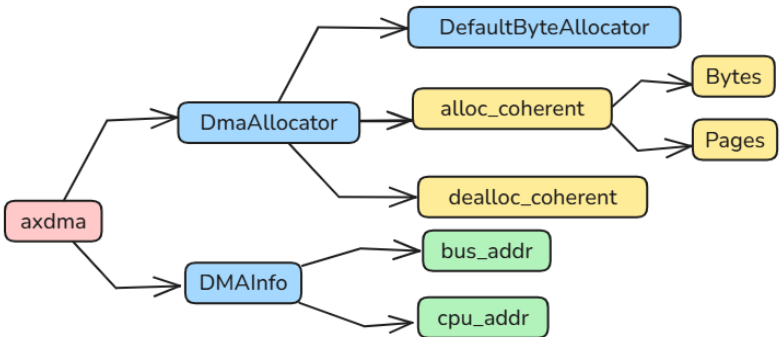 DefaultByteAllocator
Bytes
alloc_coherent
DmaAllocator
Pages
dealloc_coherent
axdma
bus_addr
DMAInfo
cpu_addr